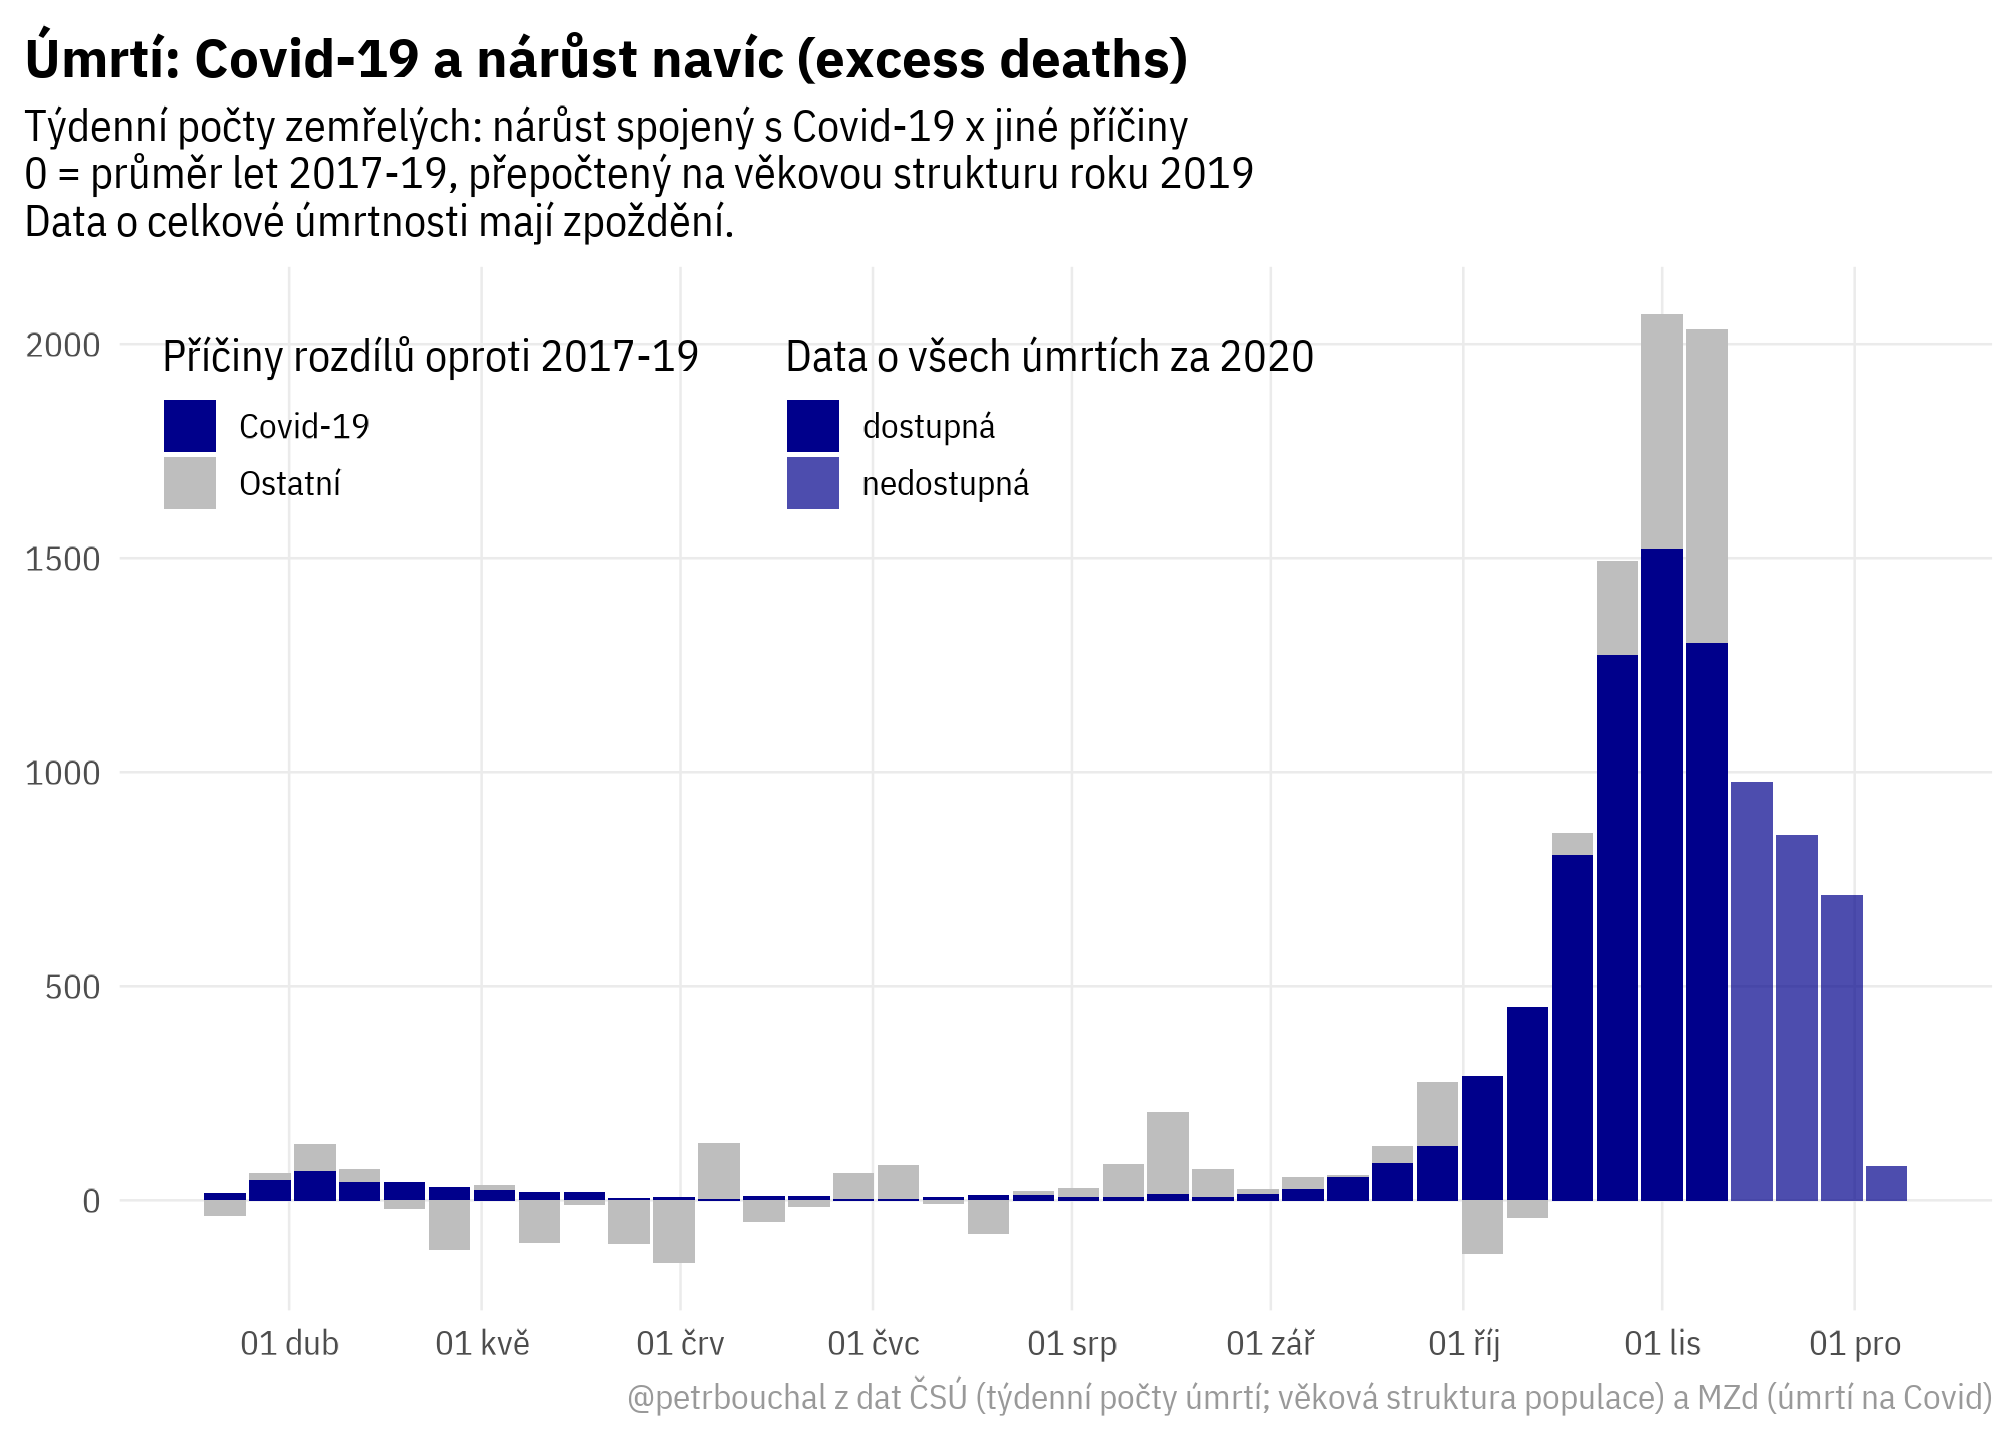 Úmrtí: Covid-19 a nárůst navíc (excess deaths)
Týdenní počty zemřelých: nárůst spojený s Covid-19 x jiné příčiny
0 = průměr let 2017-19, přepočtený na věkovou strukturu roku 2019
Data o celkové úmrtnosti mají zpoždění.
Příčiny rozdílů oproti 2017-19
Covid-19
Ostatní
Data o všech úmrtích za 2020
dostupná
nedostupná
2000
1500
1000
500
0
01 dub
01 kvě
01 črv
01 čvc
01 srp
01 zář
01 říj
01 lis
01 pro
@petrbouchal z dat ČSÚ (týdenní počty úmrtí; věková struktura populace) a MZd (úmrtí na Covid)